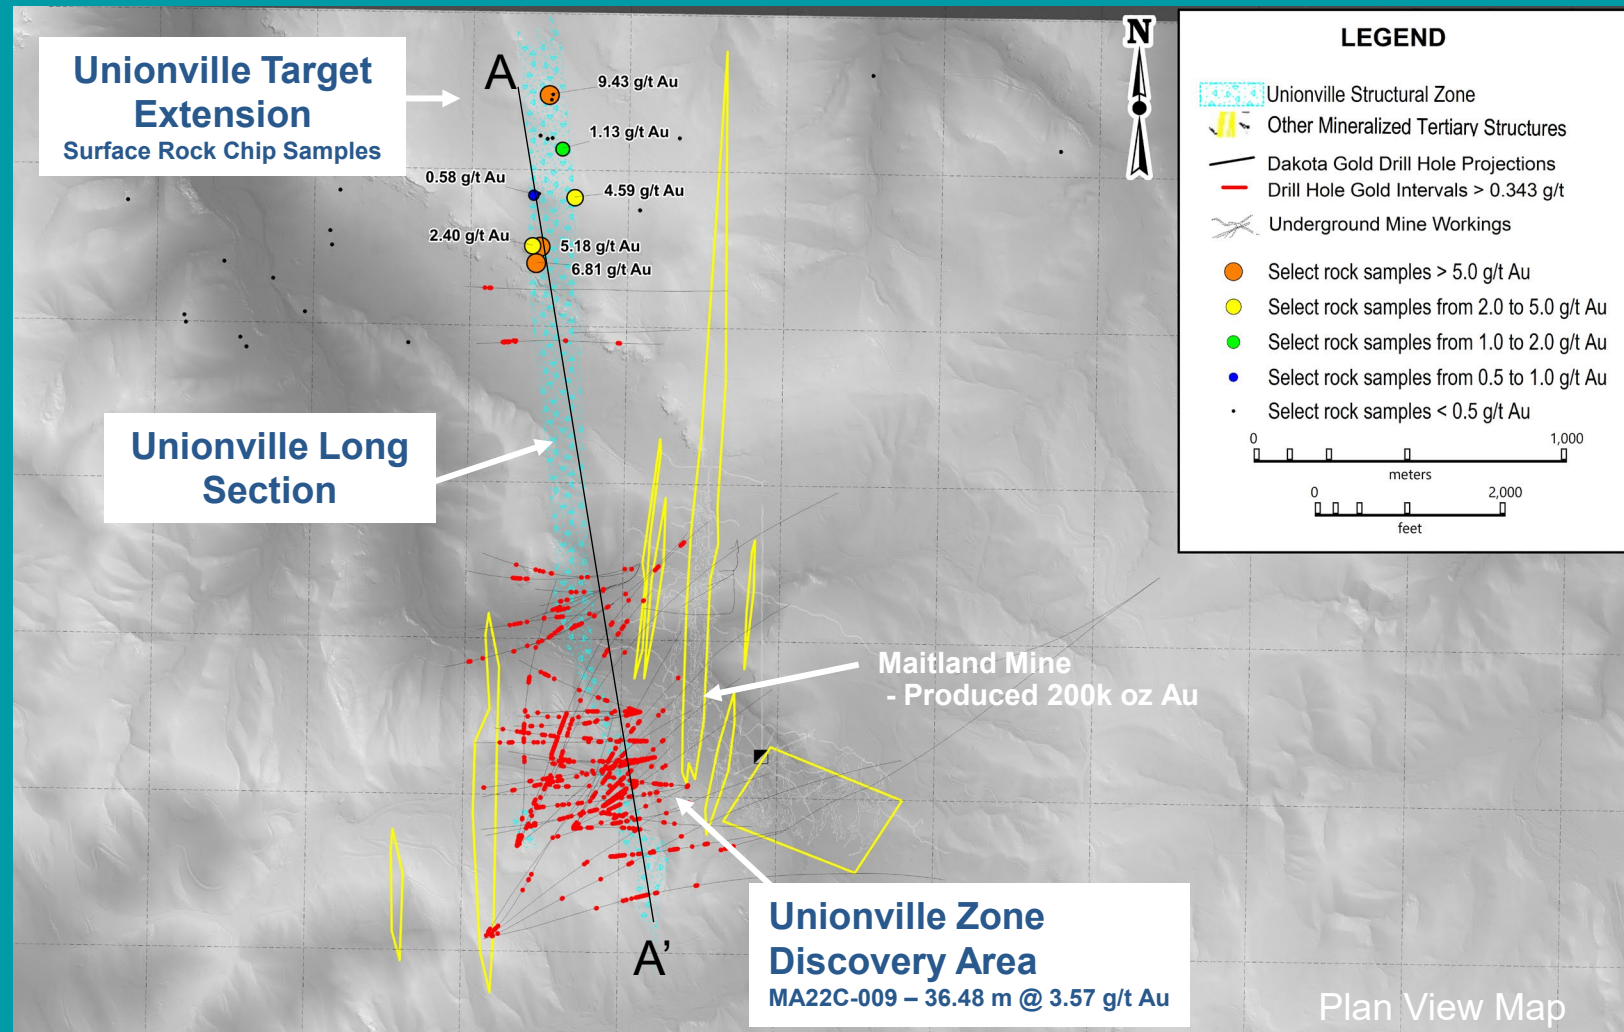 Unionville Target
Extension
Surface Rock Chip Samples
A
9.43 g/t Au
1.13 g/t Au
0.58 g/t Au
4.59 g/t Au
2.40 g/t Au
5.18 g/t Au
6.81 g/t Au
N
LEGEND
Unionville Structural Zone
Other Mineralized Tertiary Structures
Dakota Gold Drill Hole Projections
Drill Hole Gold Intervals > 0.343 g/t
Underground Mine Workings
Select rock samples > 5.0 g/t Au
Select rock samples from 2.0 to 5.0 g/t Au
Select rock samples from 1.0 to 2.0 g/t Au
Select rock samples from 0.5 to 1.0 g/t Au
Select rock samples < 0.5 g/t Au
0 1,000
meters
0 2,000
feet
Unionville Long
Section
Maitland Mine
- Produced 200k oz Au
Unionville Zone
Discovery Area
MA22C-009 – 36.48 m @ 3.57 g/t Au
A’
Plan View Map